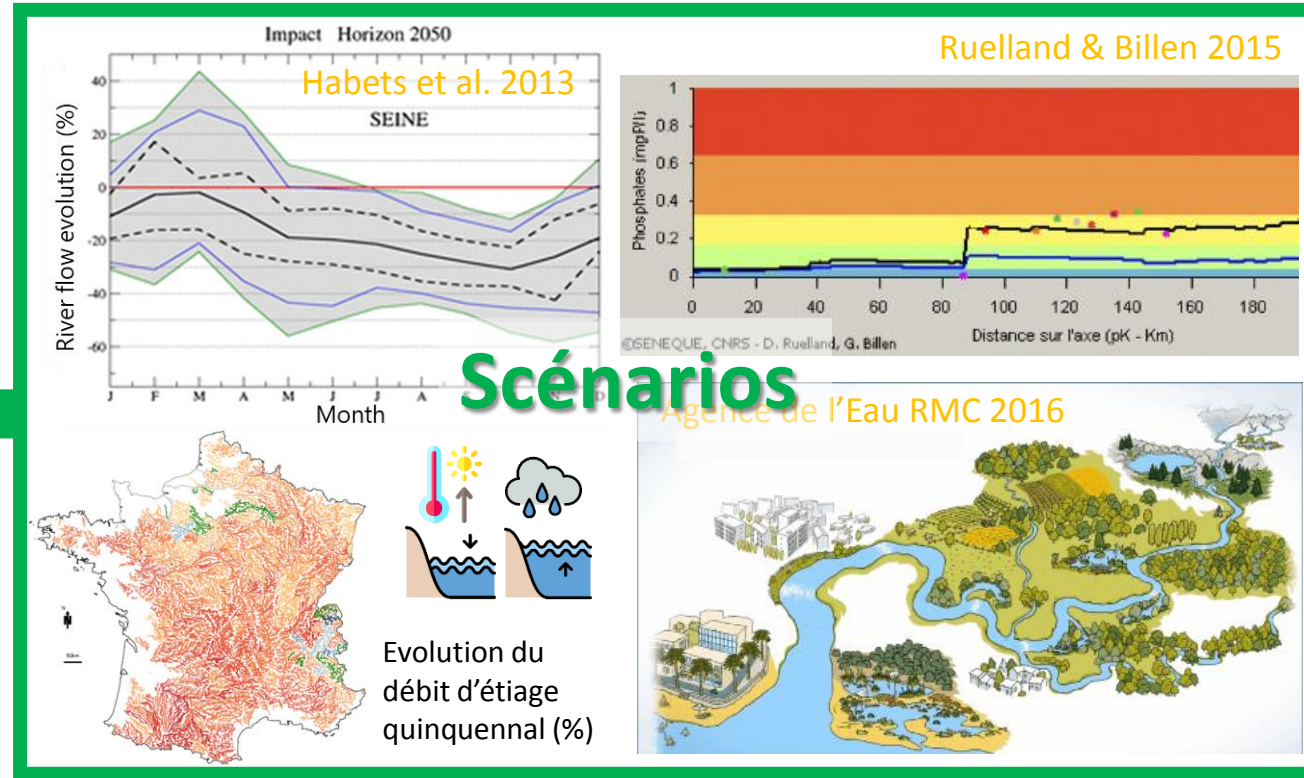 Impact Horizon 2050
Habets et al. 2013
SEINE
River flow evolution (%)
40
20
0
-20
-40
-60
J F M A M J J A S N D
Month
Ruelland & Billen 2015
Phosphates (mgP/l)
1
0.8
0.6
0.4
0.2
0
0 20 40 60 80 100 120 140 160 180
Distance sur l'axe (pK - Km)
©SENEQUE, CNRS - D. Ruelland, G. Billen
Scénarios
Agence de l'Eau RMC 2016
N
Evolution du
débit d'étiage
quinquennal (%)